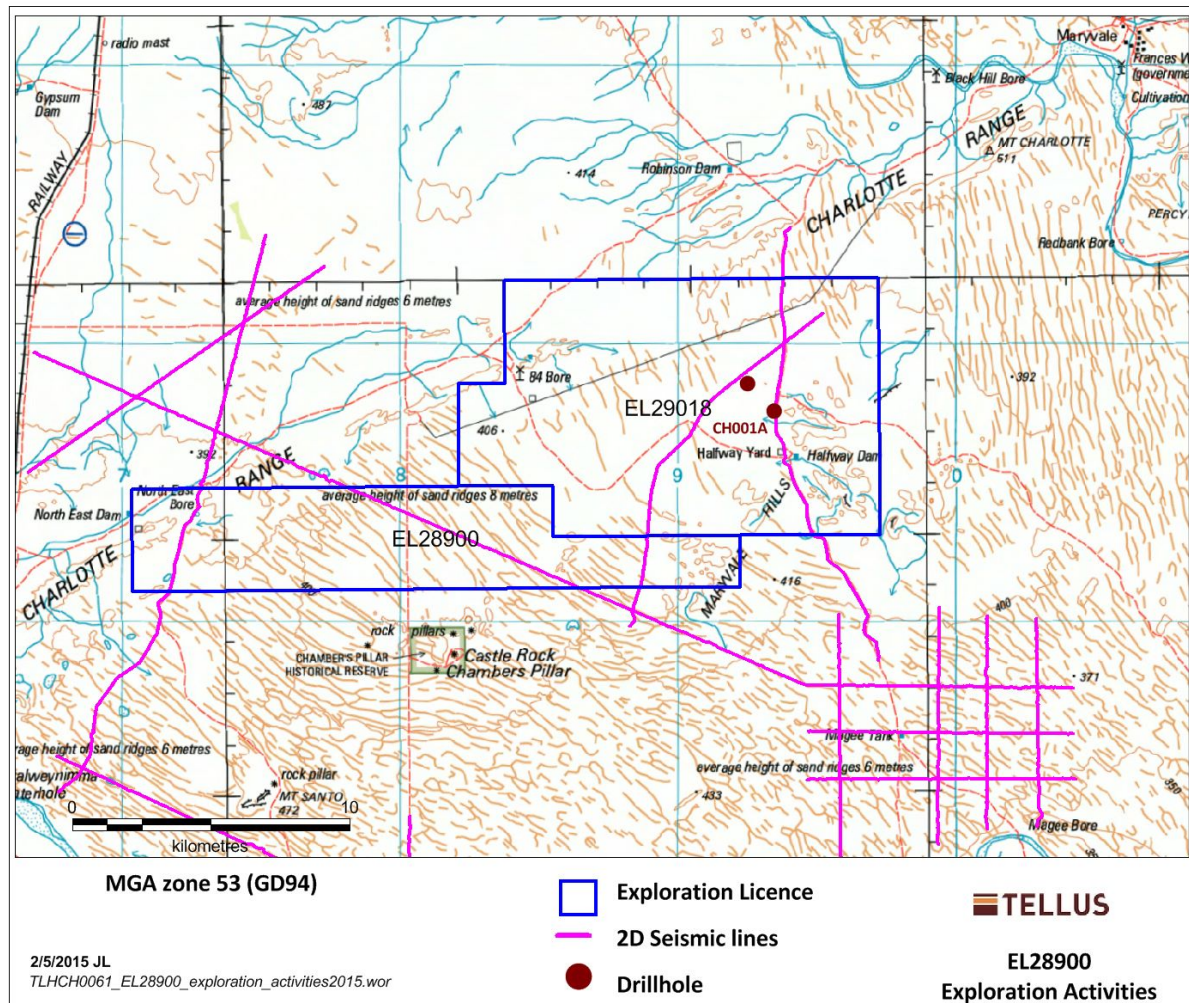 radio mast
Maryvale
487
Black Hill Bore
Frances W
(government
Gypsum
Dam
Cultivation
RANGE
MT CHARLOTTE
511
RAILWAY
414
Robinson Dam
CHARLOTTE
PERCY
Redbank Bore
average height of sand ridges 6 metres
84 Bore
392
EL29018
406
CH001A
392
RANGE
Halfway Yard
Halfway Dam
7
8
9
0
North East
Bore
average height of sand ridges 8 metres
HILLS
North East Dam
EL28900
CHARLOTTE
MARYVALE
416
400
rock pillars
CHAMBER'S PILLAR
HISTORICAL RESERVE
Castle Rock
Chambers Pillar
371
rage height of sand ridges 6 metres
Magee Tank
alweynimma
terhole
rock pillar
MT SANTO
472
average height of sand ridges 6 metres
433
350
Magee Bore
0
10
kilometres
MGA zone 53 (GD94)
Exploration Licence
2D Seismic lines
Drillhole
TELLUS
2/5/2015 JL
TLHCH0061_EL28900_exploration_activities2015.wor
EL28900
Exploration Activities